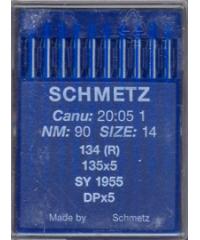 SCHMETZ
Canu: 20:05 1
NM: 90 SIZE: 14
134 (R)
135x5
SY 1955
DPx5
Made by Schmetz